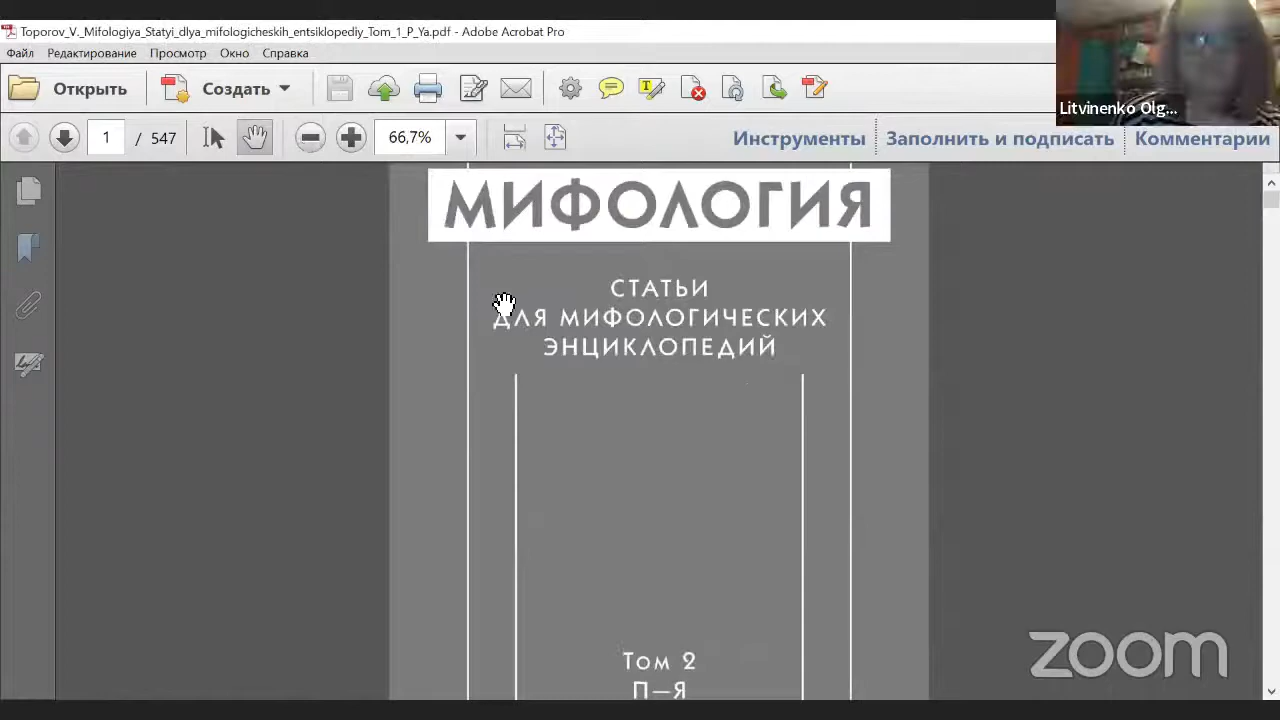 Toporov_V._Mifologiya_Statyi_dlya_mifologicheskih_entsiklopediy_Tom_1_P_Ya.pdf - Adobe Acrobat Pro
Файл Редактирование Просмотр Окно Справка
Открыть Создать
1 / 547 66,7% Инструменты Заполнить и подписать Комментарии
Litvinenko Olg...
МИФОЛОГИЯ
СТАТЬИ
ДЛЯ МИФОЛОГИЧЕСКИХ
ЭНЦИКЛОПЕДИЙ
Том 2
П—Я
zoom